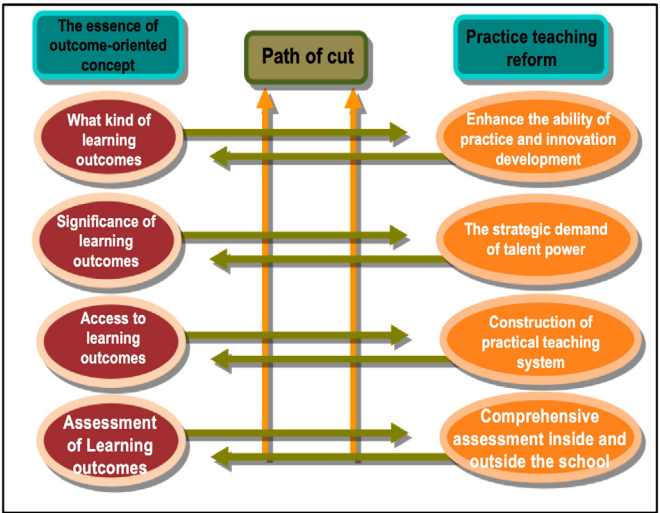 The essence of
outcome-oriented
concept
Path of cut
Practice teaching
reform
What kind of
learning
outcomes
Enhance the ability of
practice and innovation
development
Significance of
learning
outcomes
The strategic demand
of talent power
Access to
learning
outcomes
Construction of
practical teaching
system
Assessment
of Learning
outcomes
Comprehensive
assessment inside and
outside the school